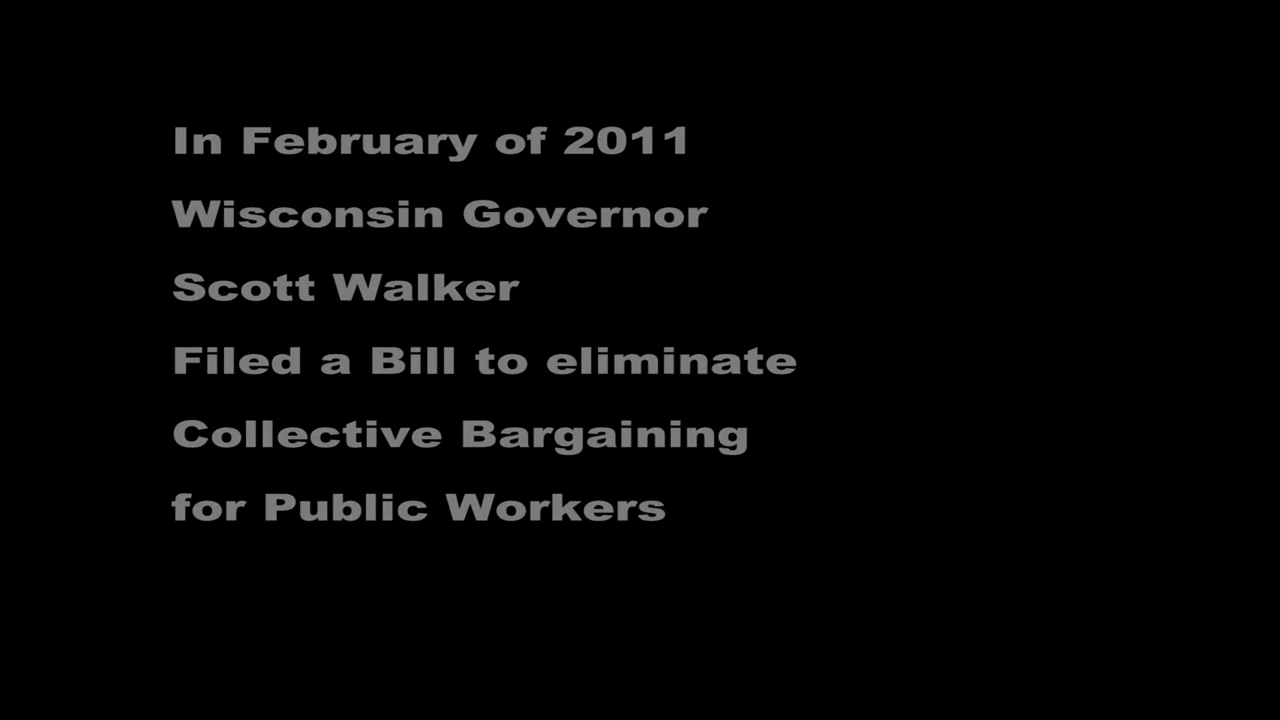 In February of 2011
Wisconsin Governor
Scott Walker
Filed a Bill to eliminate
Collective Bargaining
for Public Workers